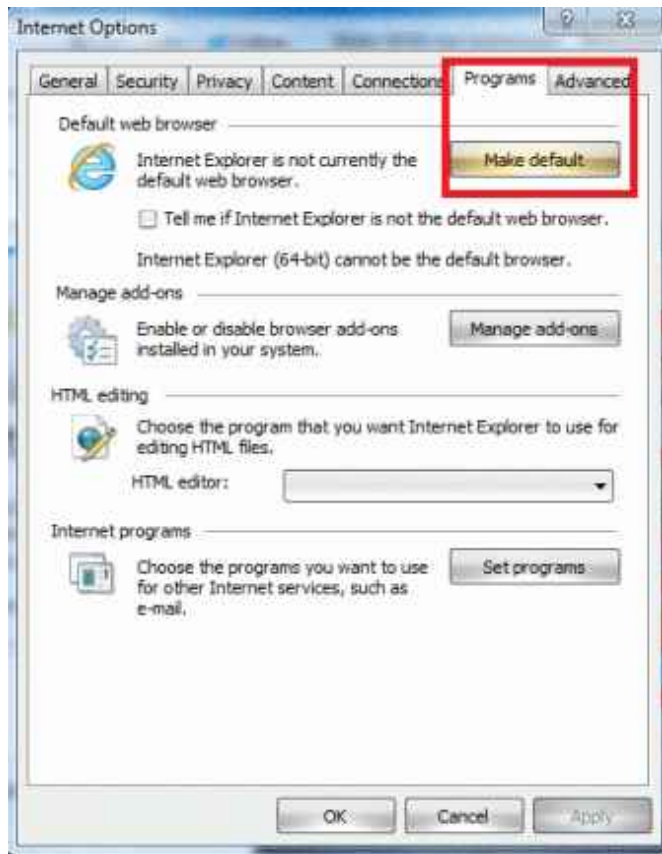 Internet Options
General Security Privacy Content Connections Programs Advanced
Default web browser
Internet Explorer is not currently the
default web browser.
Make default
Tell me if Internet Explorer is not the default web browser.
Internet Explorer (64-bit) cannot be the default browser.
Manage add-ons
Enable or disable browser add-ons
installed in your system.
Manage add-ons
HTML editing
Choose the program that you want Internet Explorer to use for
editing HTML files.
HTML editor:
Internet programs
Choose the programs you want to use
for other Internet services, such as
e-mail.
Set programs
OK Cancel Apply